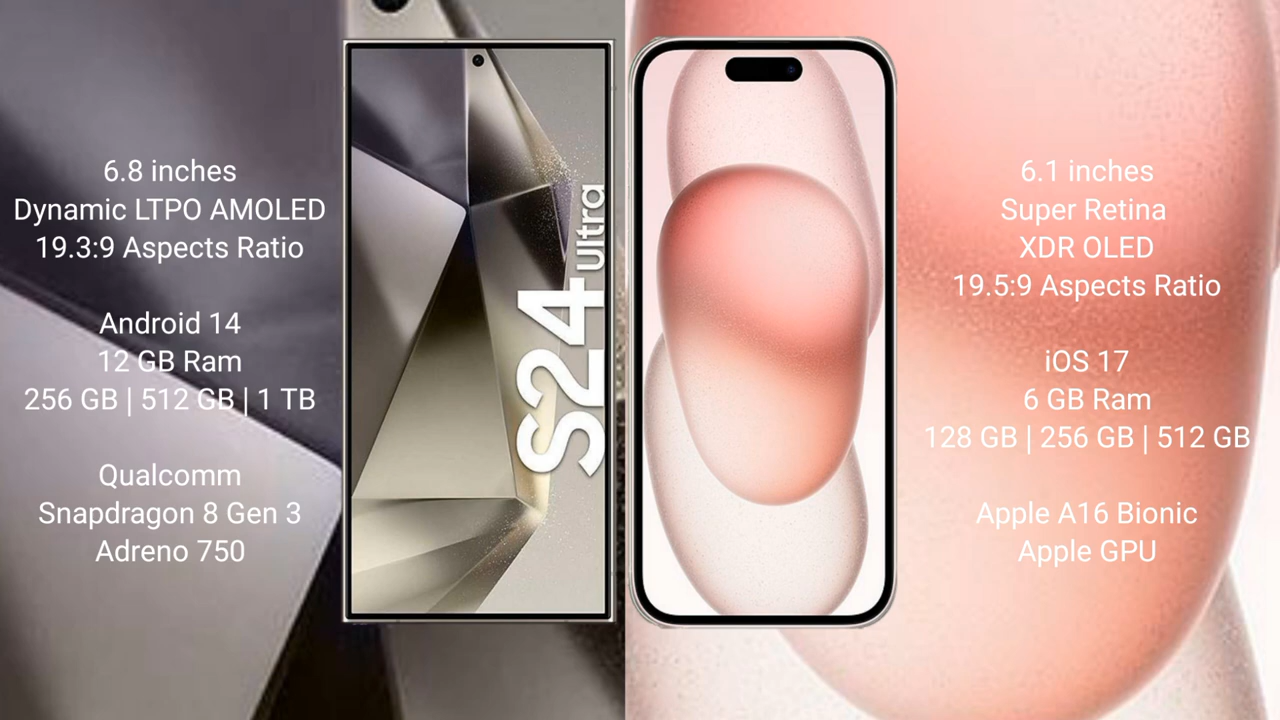 6.8 inches
Dynamic LTPO AMOLED
19.3:9 Aspects Ratio
Android 14
12 GB Ram
256 GB | 512 GB | 1 TB
Qualcomm
Snapdragon 8 Gen 3
Adreno 750
S24 ultra
6.1 inches
Super Retina
XDR OLED
19.5:9 Aspects Ratio
iOS 17
6 GB Ram
128 GB | 256 GB | 512 GB
Apple A16 Bionic
Apple GPU